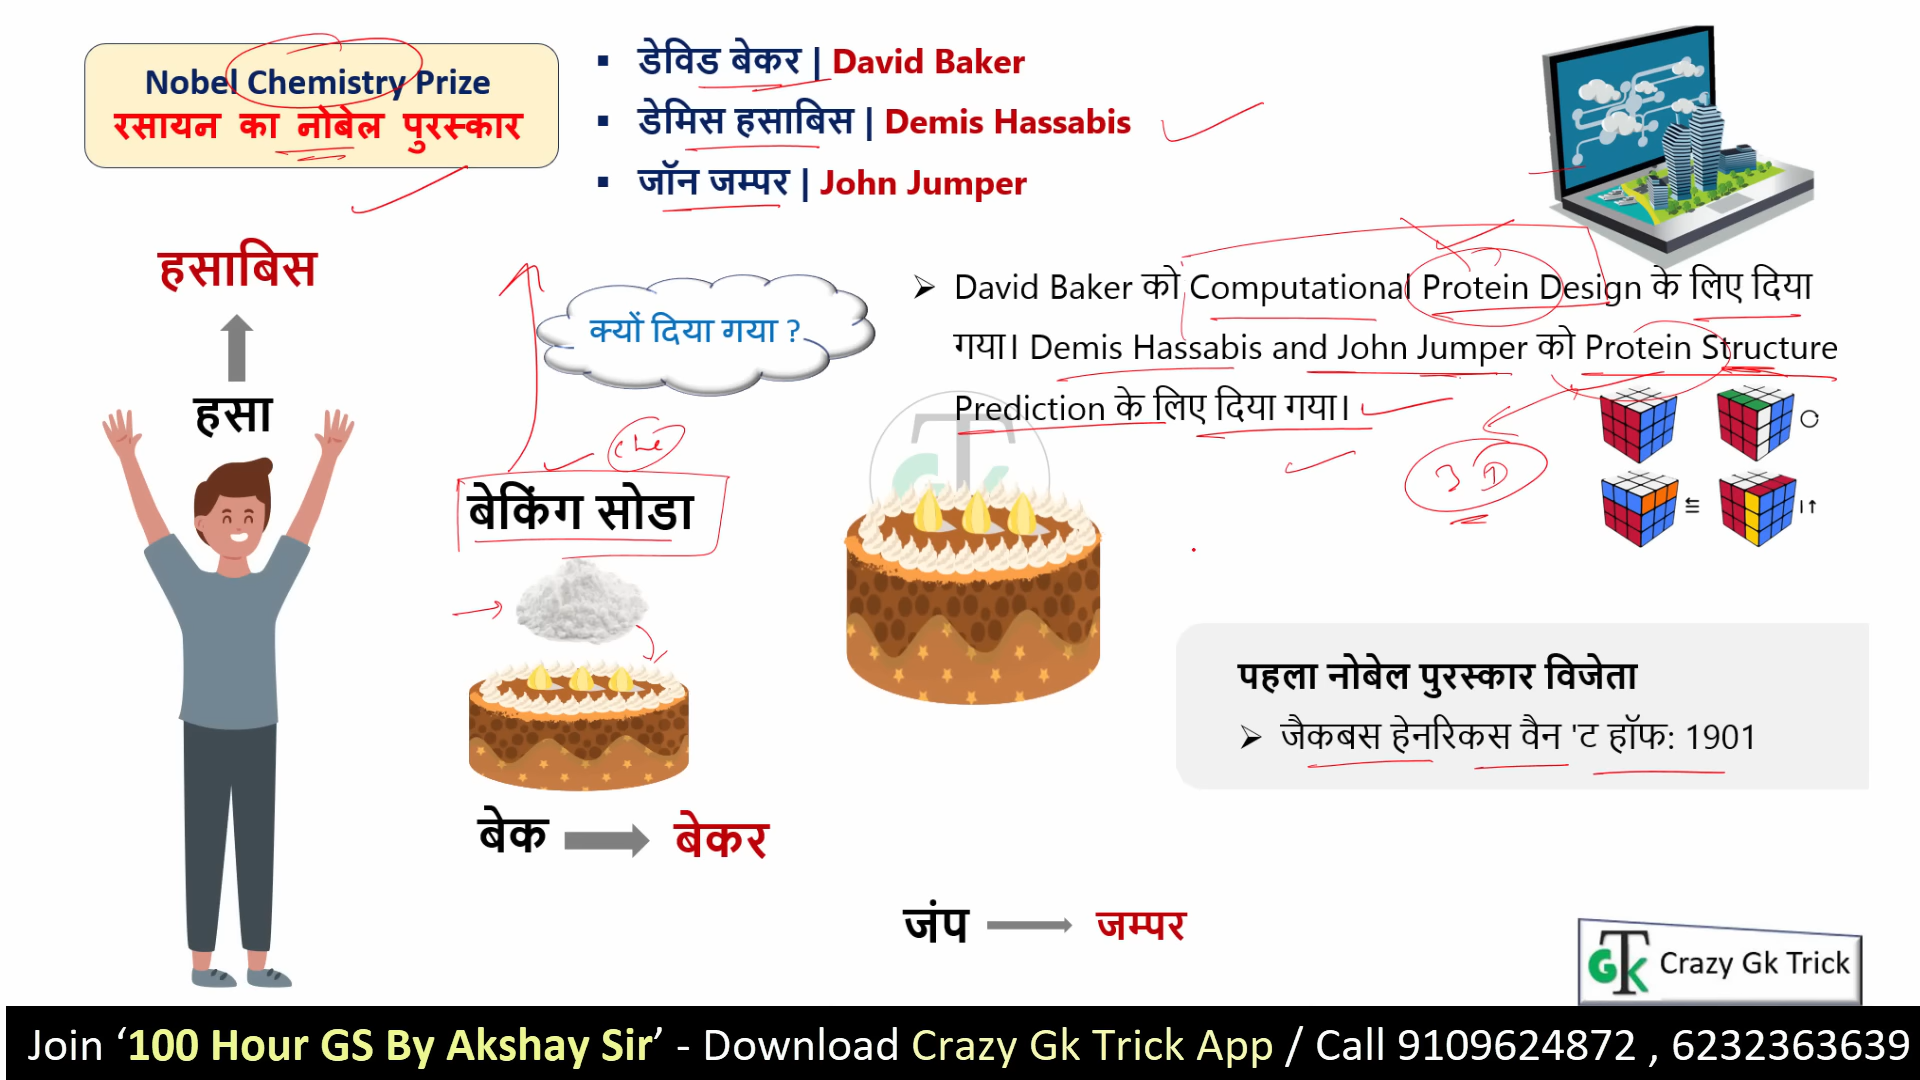 Nobel Chemistry Prize
रसायन का नोबेल पुरस्कार
▪ डेविड बेकर | David Baker
▪ डेमिस हसाबिस | Demis Hassabis
▪ जॉन जम्पर | John Jumper
हसाबिस
हसा
क्यों दिया गया ?
➢ David Baker को Computational Protein Design के लिए दिया
गया। Demis Hassabis and John Jumper को Protein Structure
Prediction के लिए दिया गया।
che
3D
बेकिंग सोडा
बेक
बेकर
पहला नोबेल पुरस्कार विजेता
➢ जैकबस हेनरिकस वैन 'ट हॉफ: 1901
जंप
जम्पर
GTK Crazy Gk Trick
Join ‘100 Hour GS By Akshay Sir’ - Download Crazy Gk Trick App / Call 9109624872 , 6232363639